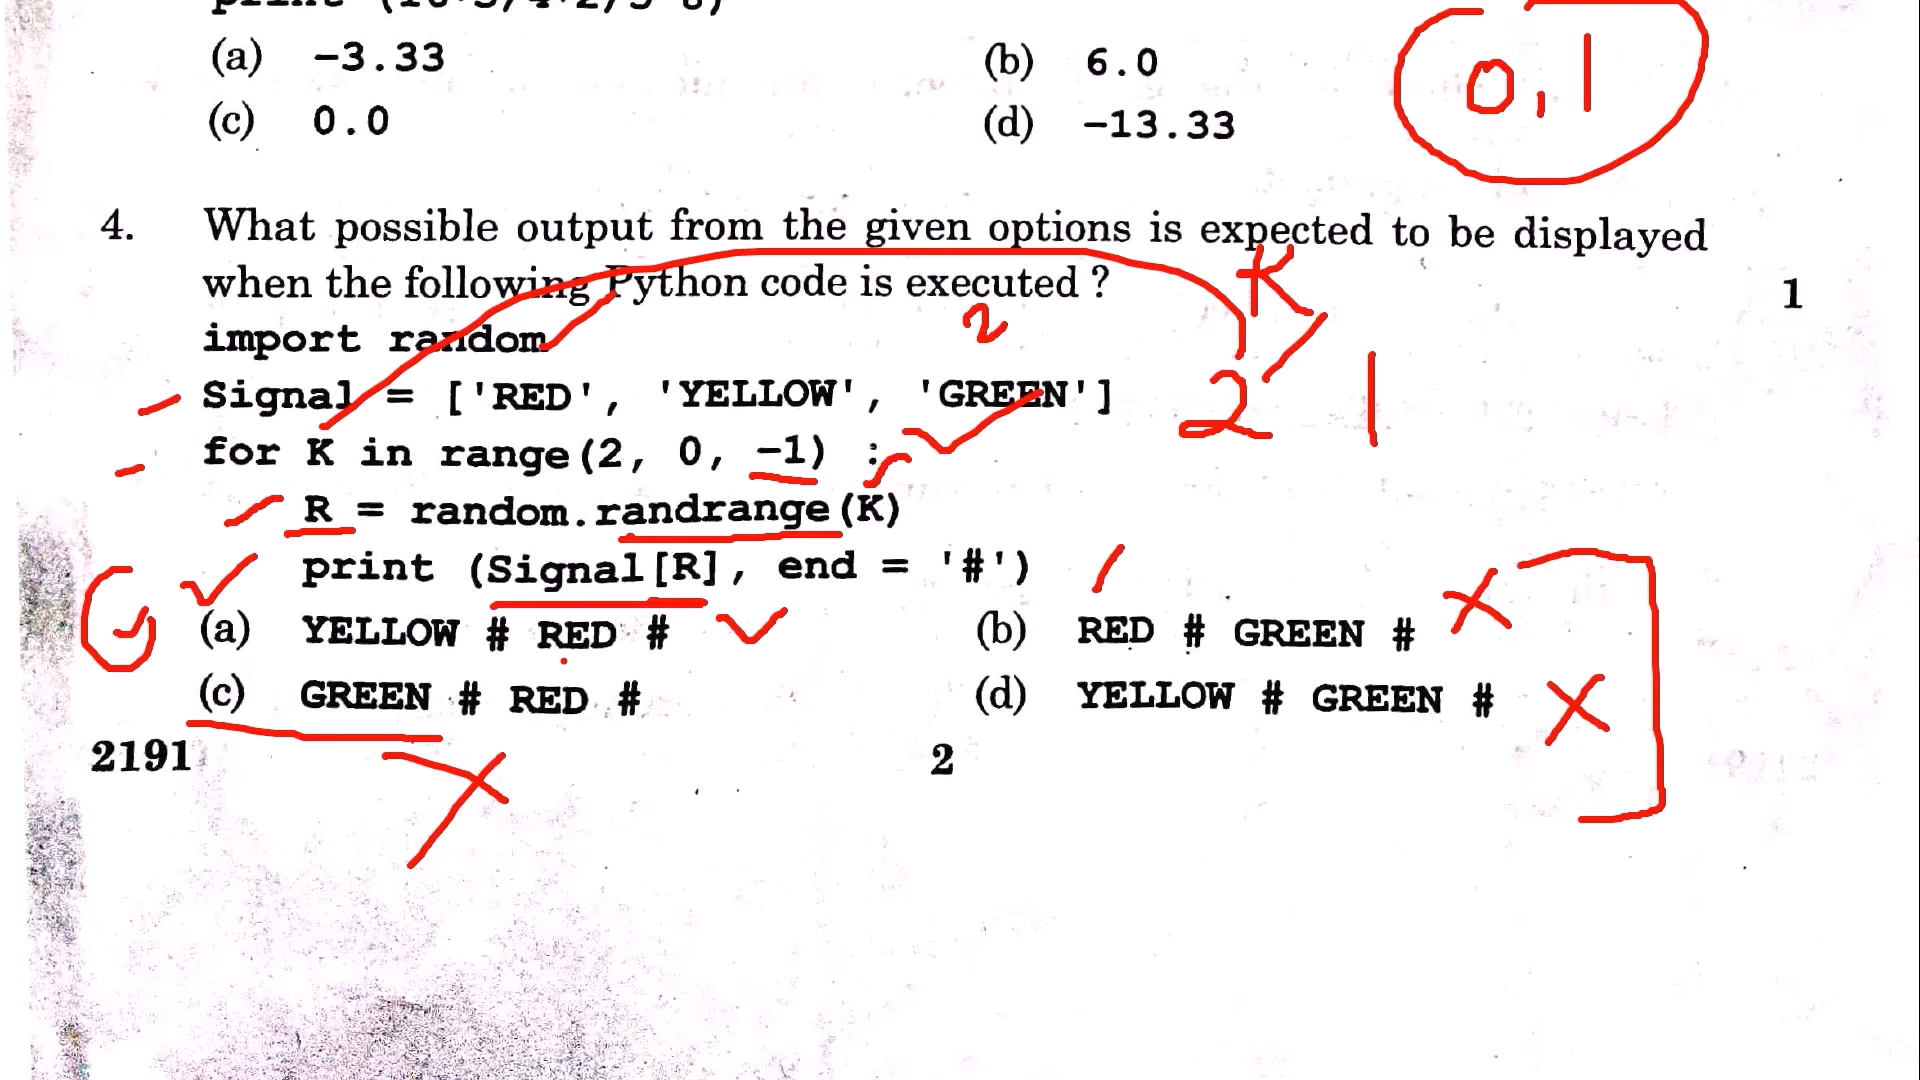 (a) -3.33 (b) 6.0
(c) 0.0 (d) -13.33
0,1
4. What possible output from the given options is expected to be displayed
when the following Python code is executed ? 1
K
import random
2
Signal = ['RED', 'YELLOW', 'GREEN'] 2 1
for K in range(2, 0, -1) :
R = random.randrange(K)
print (Signal[R], end = '#')
(a) YELLOW # RED # (b) RED # GREEN #
(c) GREEN # RED # (d) YELLOW # GREEN #
2191 2